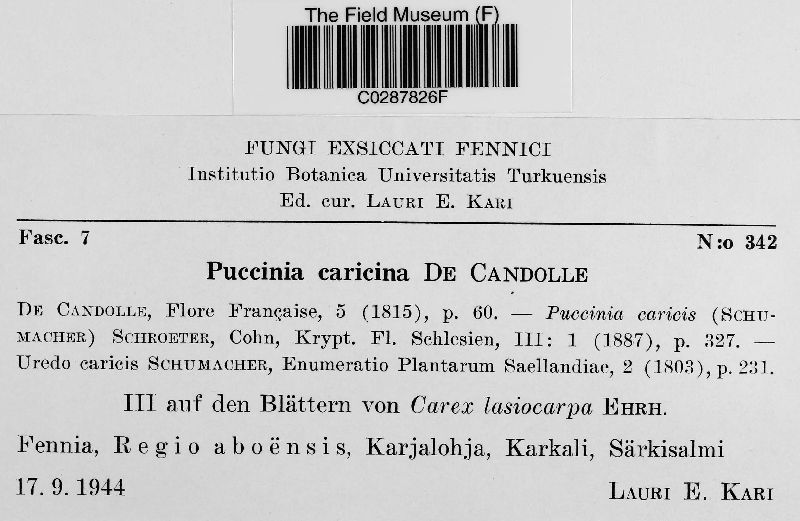 The Field Museum (F)
C0287826F
FUNGI EXSICCATI FENNICI
Institutio Botanica Universitatis Turkuensis
Ed. cur. LAURI E. KARI
Fasc. 7 N:o 342
Puccinia caricina DE CANDOLLE
DE CANDOLLE, Flore Française, 5 (1815), p. 60. — Puccinia caricis (SCHU-
MACHER) SCHROETER, Cohn, Krypt. Fl. Schlesien, III: 1 (1887), p. 327. —
Uredo caricis SCHUMACHER, Enumeratio Plantarum Saellandiae, 2 (1803), p. 231.
III auf den Blättern von Carex lasiocarpa EHRH.
Fennia, Regio aboënsis, Karjalohja, Karkali, Särkisalmi
17. 9. 1944 LAURI E. KARI